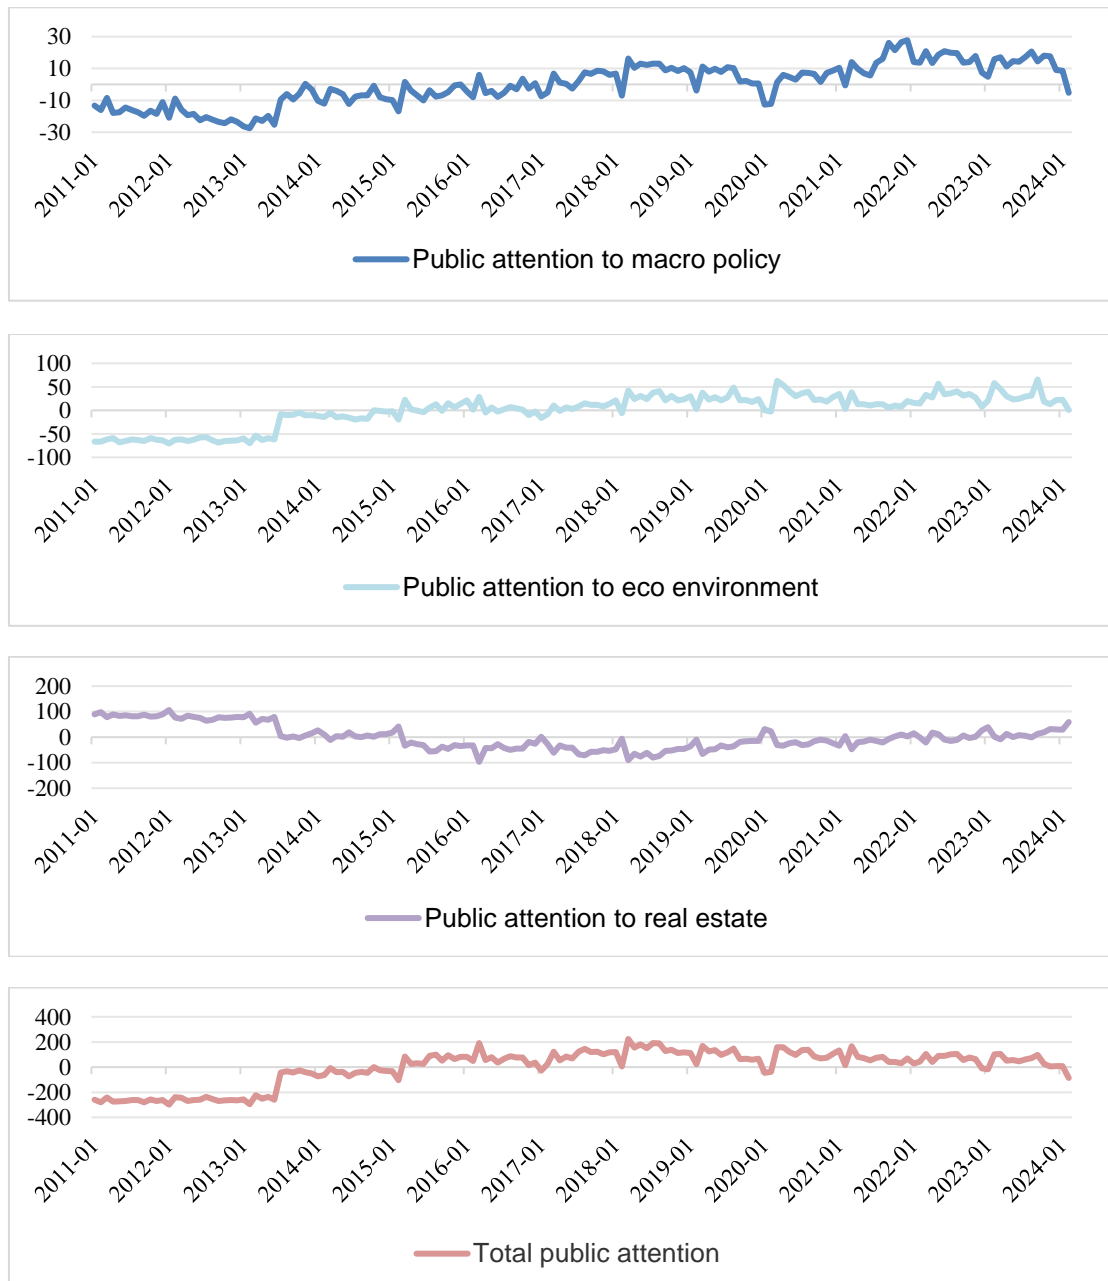 30
10
-10
-30
2011-01 2012-01 2013-01 2014-01 2015-01 2016-01 2017-01 2018-01 2019-01 2020-01 2021-01 2022-01 2023-01 2024-01
Public attention to macro policy
100
50
0
-50
-100
2011-01 2012-01 2013-01 2014-01 2015-01 2016-01 2017-01 2018-01 2019-01 2020-01 2021-01 2022-01 2023-01 2024-01
Public attention to eco environment
200
100
0
-100
-200
2011-01 2012-01 2013-01 2014-01 2015-01 2016-01 2017-01 2018-01 2019-01 2020-01 2021-01 2022-01 2023-01 2024-01
Public attention to real estate
400
200
0
-200
-400
2011-01 2012-01 2013-01 2014-01 2015-01 2016-01 2017-01 2018-01 2019-01 2020-01 2021-01 2022-01 2023-01 2024-01
Total public attention